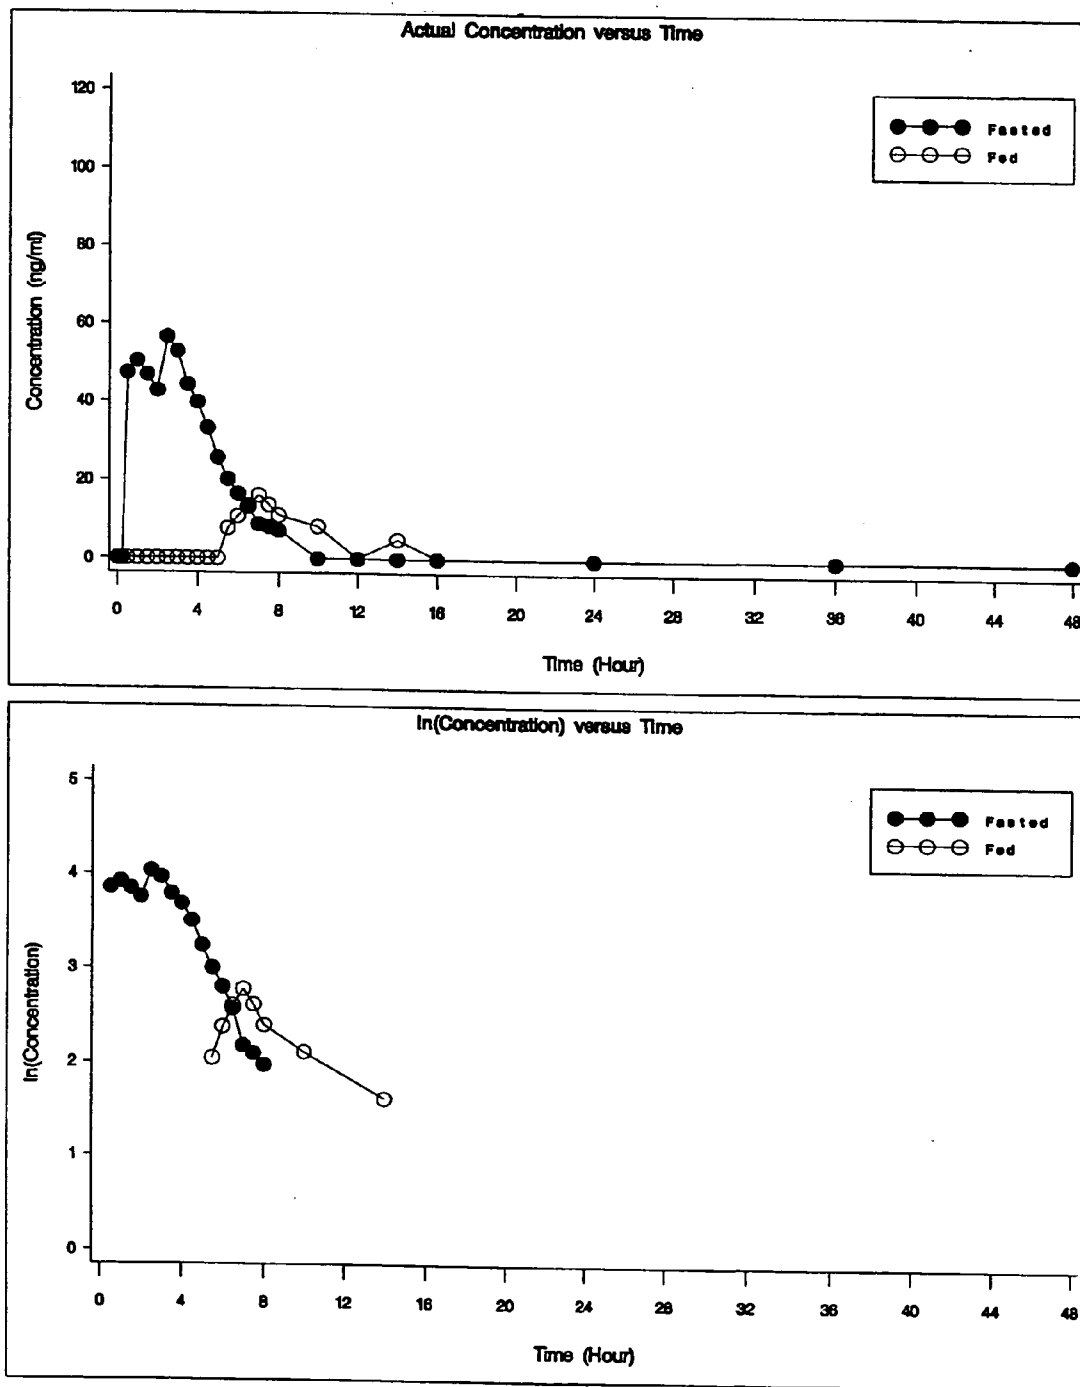 Actual Concentration versus Time
120
100
80
60
40
20
0
Concentration (ng/ml)
Fasted
Fed
0 4 8 12 16 20 24 28 32 36 40 44 48
Time (Hour)
ln(Concentration) versus Time
5
4
3
2
1
0
ln(Concentration)
Fasted
Fed
0 4 8 12 16 20 24 28 32 36 40 44 48
Time (Hour)